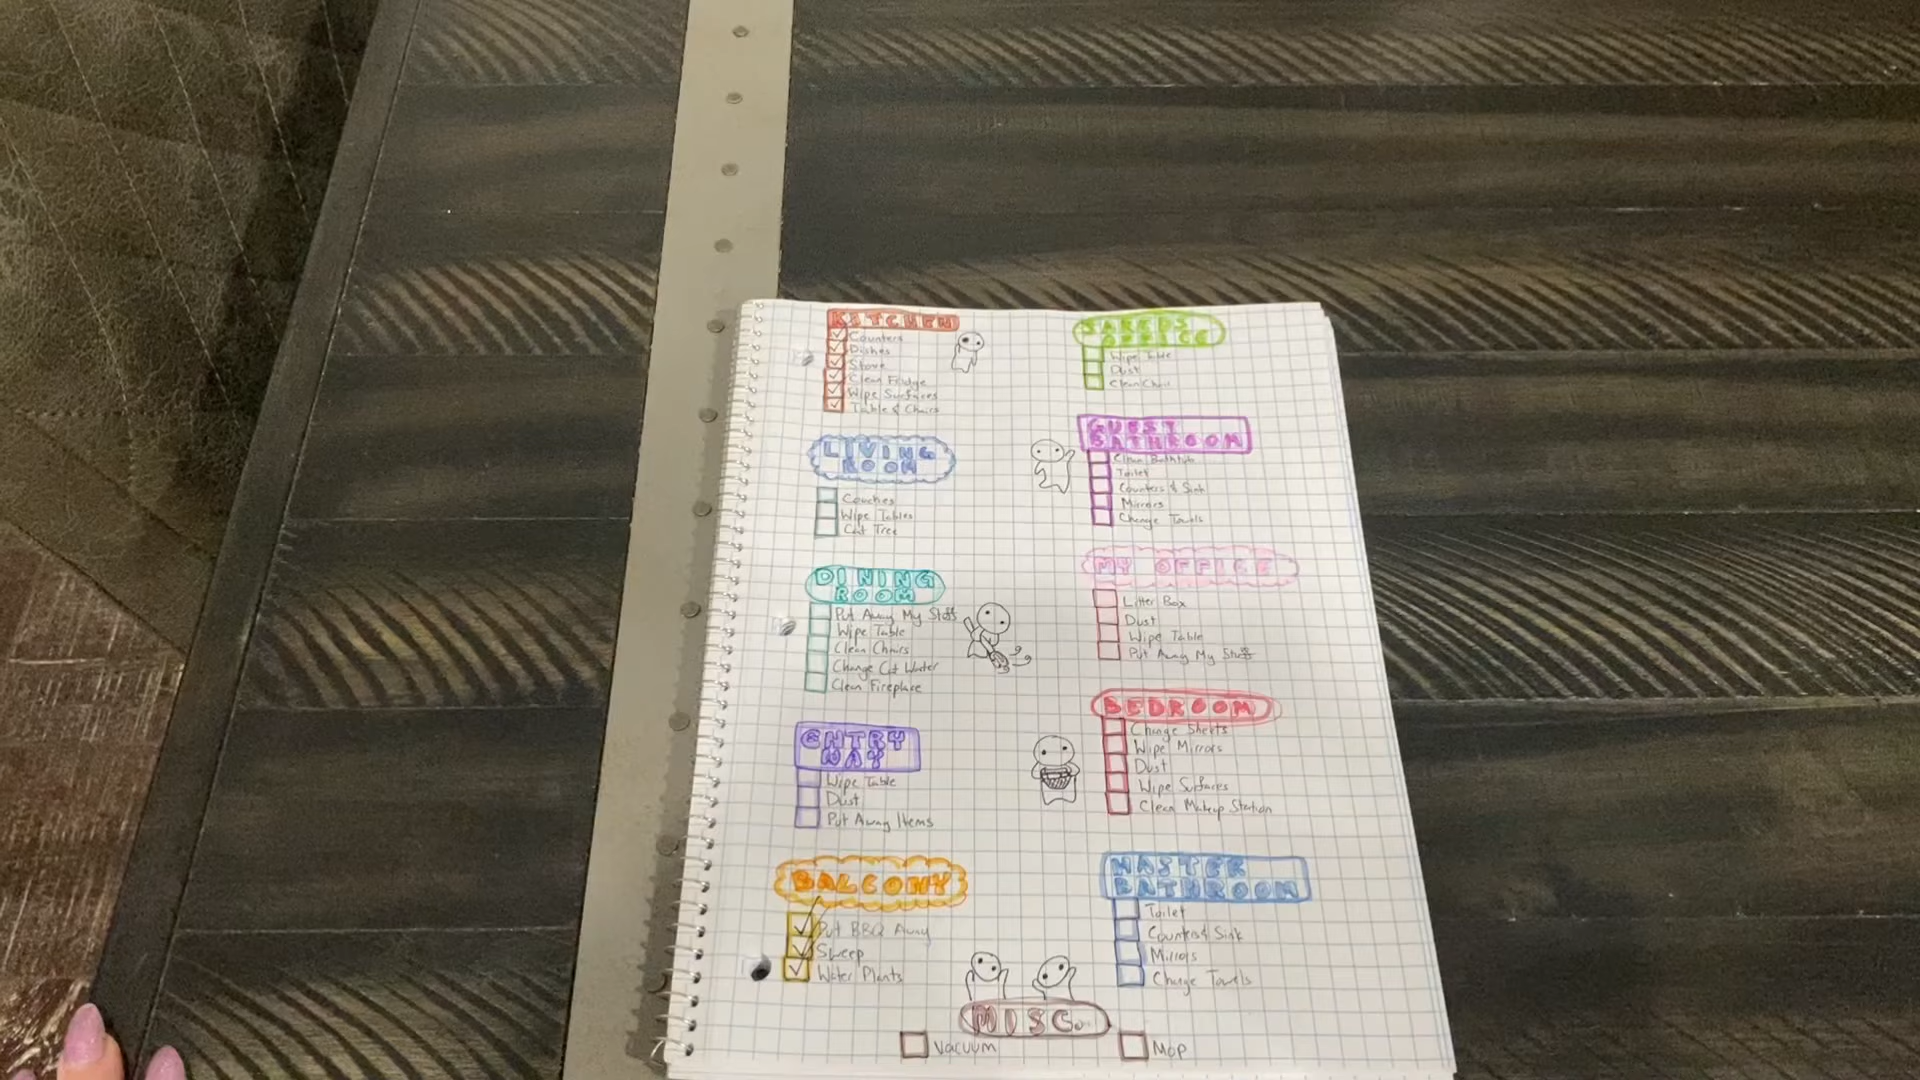 KITCHEN
Counters
Dishes
Stove
Clean Fridge
Wipe Surfaces
Table & Chairs
LIVING
ROOM
Couches
Wipe Tables
Cat Tree
DINING
ROOM
Put Away My Stuff
Wipe Table
Clean Chairs
Change Cat Water
Clean Fireplace
ENTRY
WAY
Wipe Table
Dust
Put Away Items
BALCONY
Put BBQ Away
Sweep
Water Plants
JARED'S
OFFICE
Wipe Table
Dust
Clean Chair
GUEST
BATHROOM
Clean Bathtub
Toilet
Counters & Sink
Mirrors
Change Towels
MY OFFICE
Litter Box
Dust
Wipe Table
Put Away My Stuff
BEDROOM
Change Sheets
Wipe Mirrors
Dust
Wipe Surfaces
Clean Makeup Station
MASTER
BATHROOM
Toilet
Counters & Sink
Mirrors
Change Towels
MISC.
Vacuum
Mop